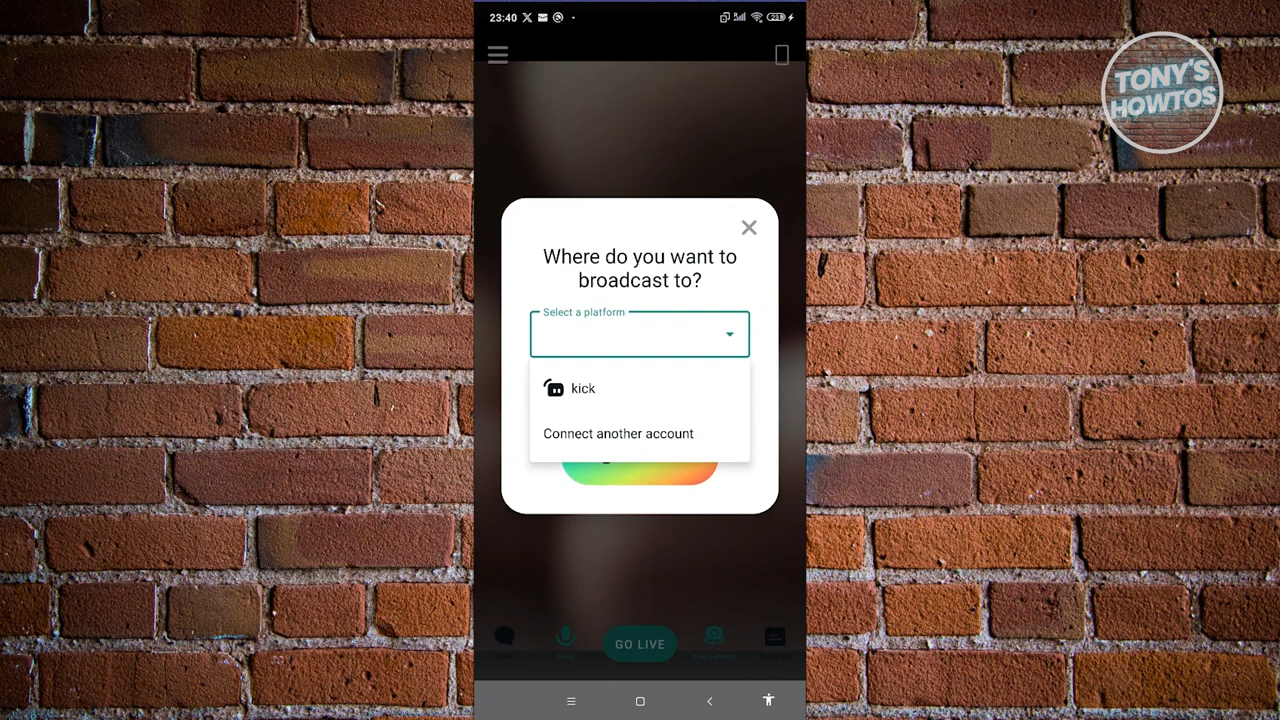 23:40
TONY'S
HOWTOS
Where do you want to
broadcast to?
Select a platform
kick
Connect another account
GO LIVE